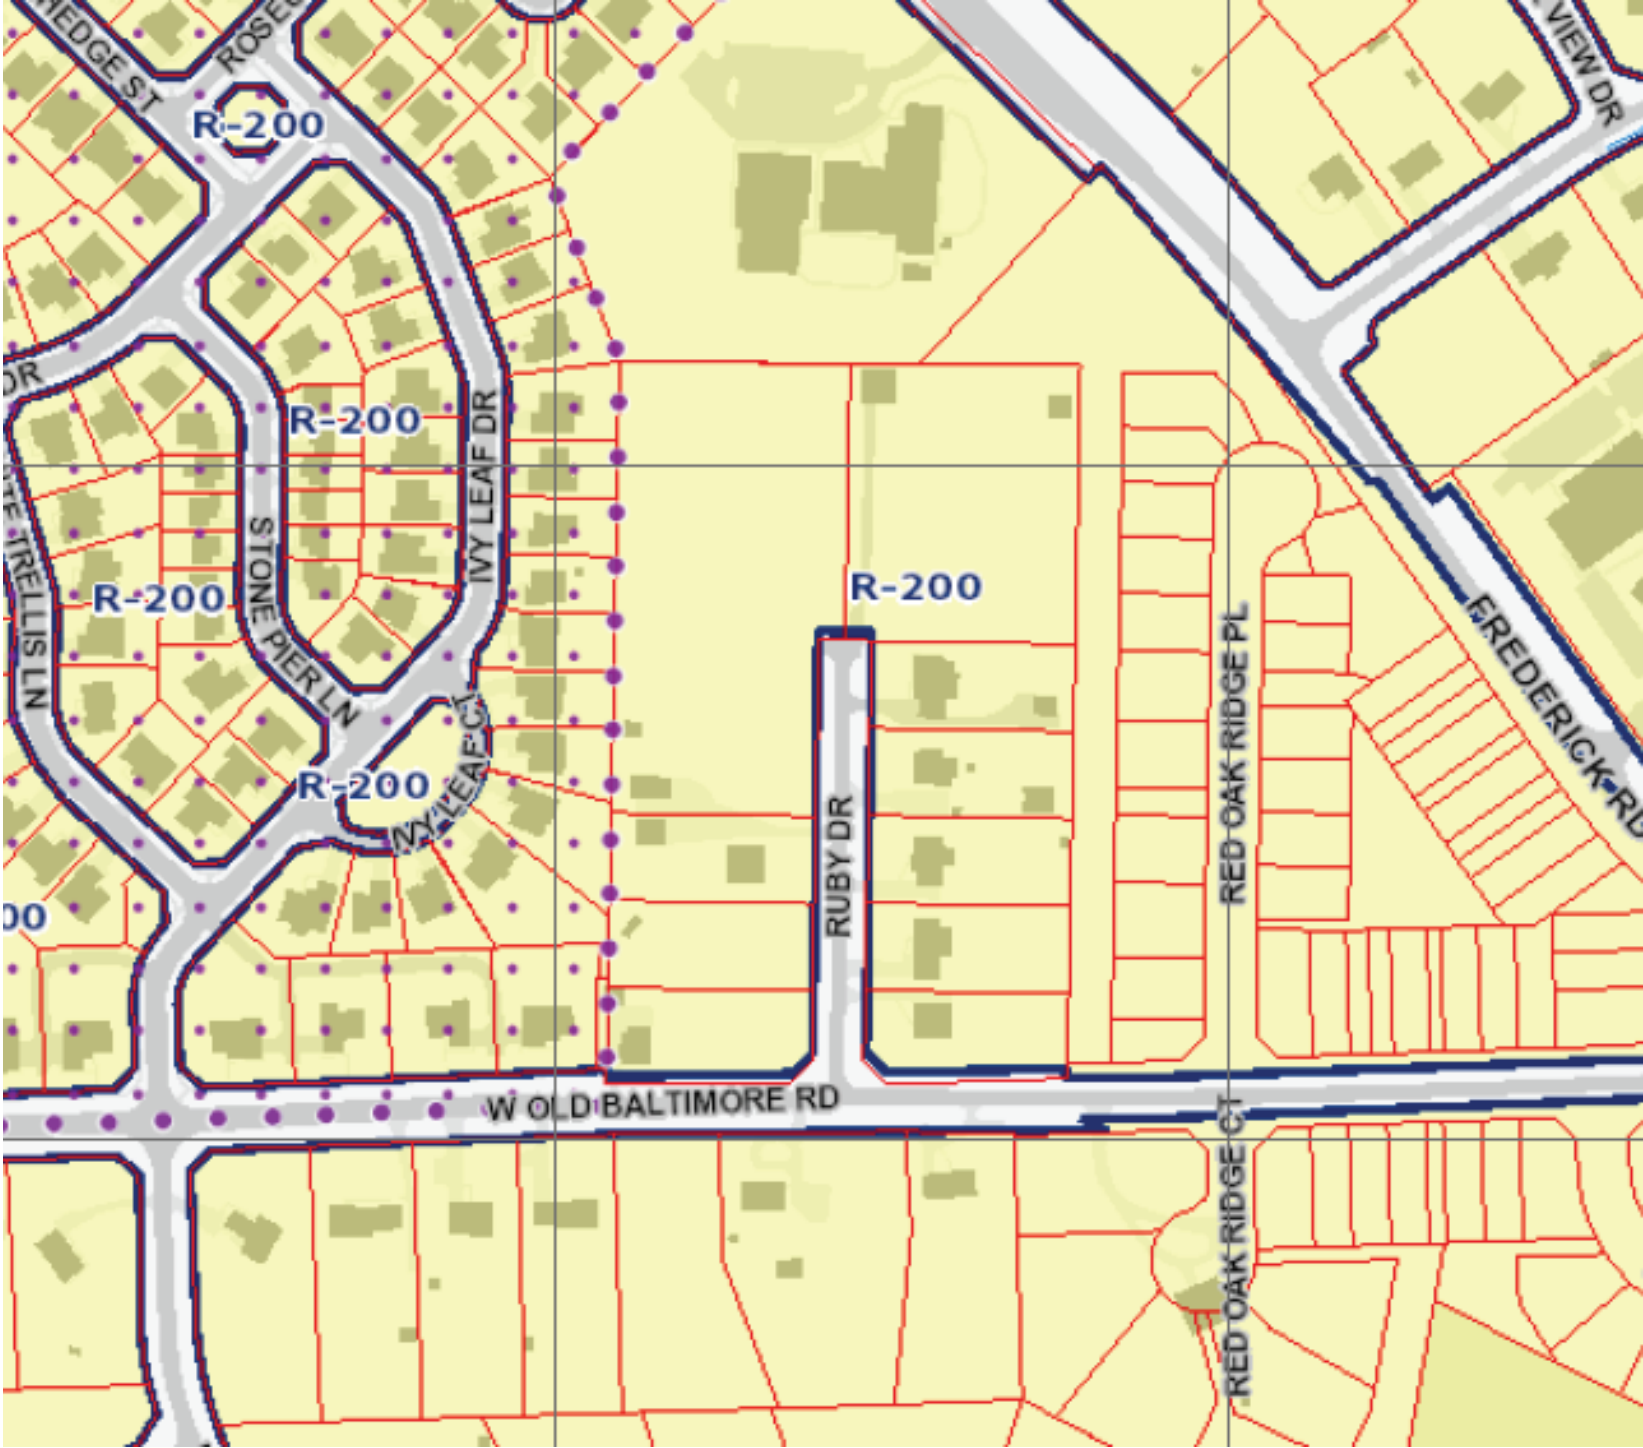 HEDGE ST
VIEW DR
R-200
DR
R-200
IVY LEAF DR
STONE PIER LN
TRELLIS LN
R-200
R-200
RED OAK RIDGE PL
FREDERICK RD
IVY LEAF CT
R-200
RUBY DR
00
W OLD BALTIMORE RD
RED OAK RIDGE CT